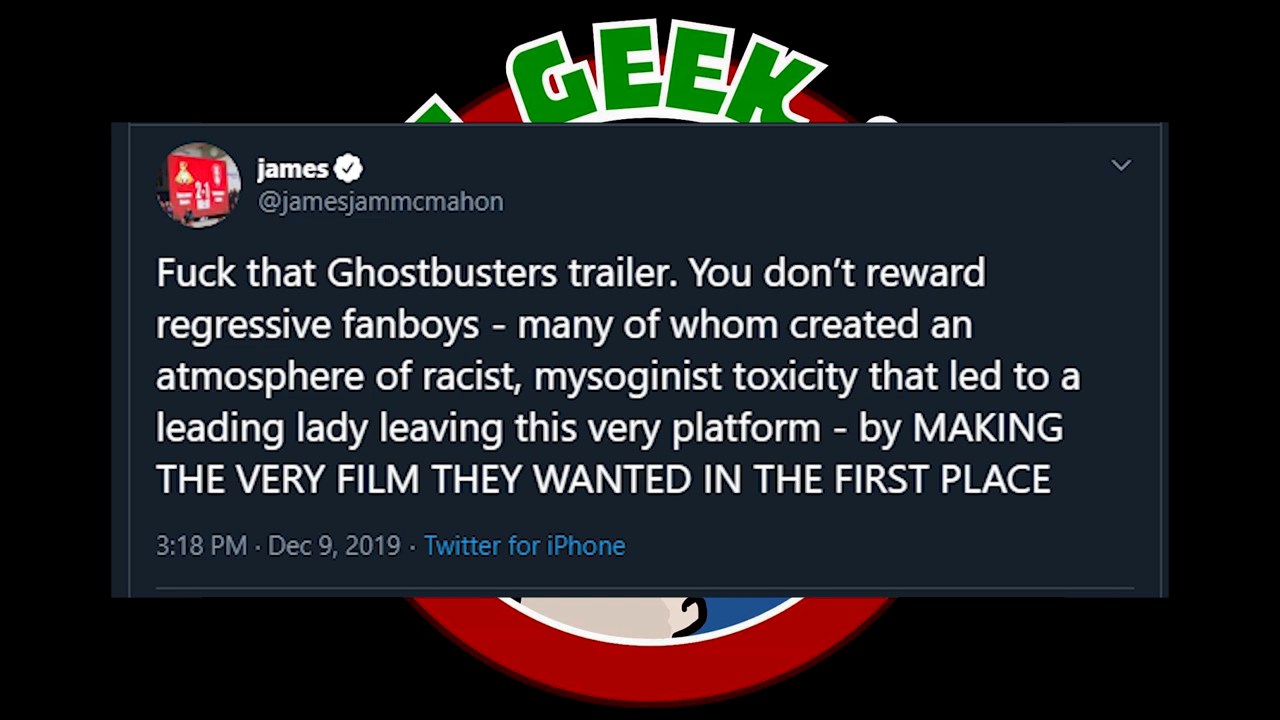 GEEK
james
@jamesjammcmahon
Fuck that Ghostbusters trailer. You don't reward
regressive fanboys - many of whom created an
atmosphere of racist, mysoginist toxicity that led to a
leading lady leaving this very platform - by MAKING
THE VERY FILM THEY WANTED IN THE FIRST PLACE
3:18 PM · Dec 9, 2019 · Twitter for iPhone